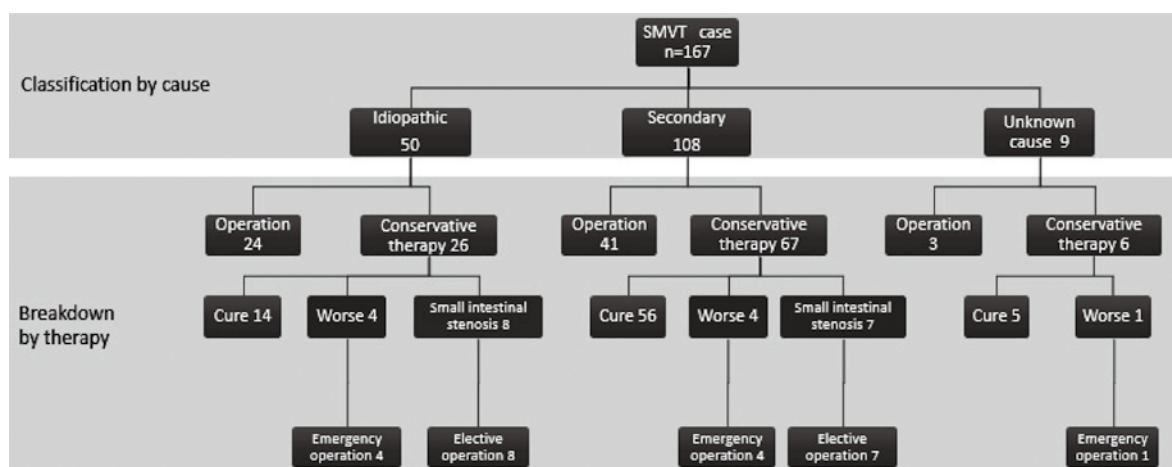 SMVT case
n=167
Classification by cause
Idiopathic
50
Secondary
108
Unknown
cause 9
Operation
24
Conservative
therapy 26
Operation
41
Conservative
therapy 67
Operation
3
Conservative
therapy 6
Breakdown
by therapy
Cure 14
Worse 4
Small intestinal
stenosis 8
Cure 56
Worse 4
Small intestinal
stenosis 7
Cure 5
Worse 1
Emergency
operation 4
Elective
operation 8
Emergency
operation 4
Elective
operation 7
Emergency
operation 1